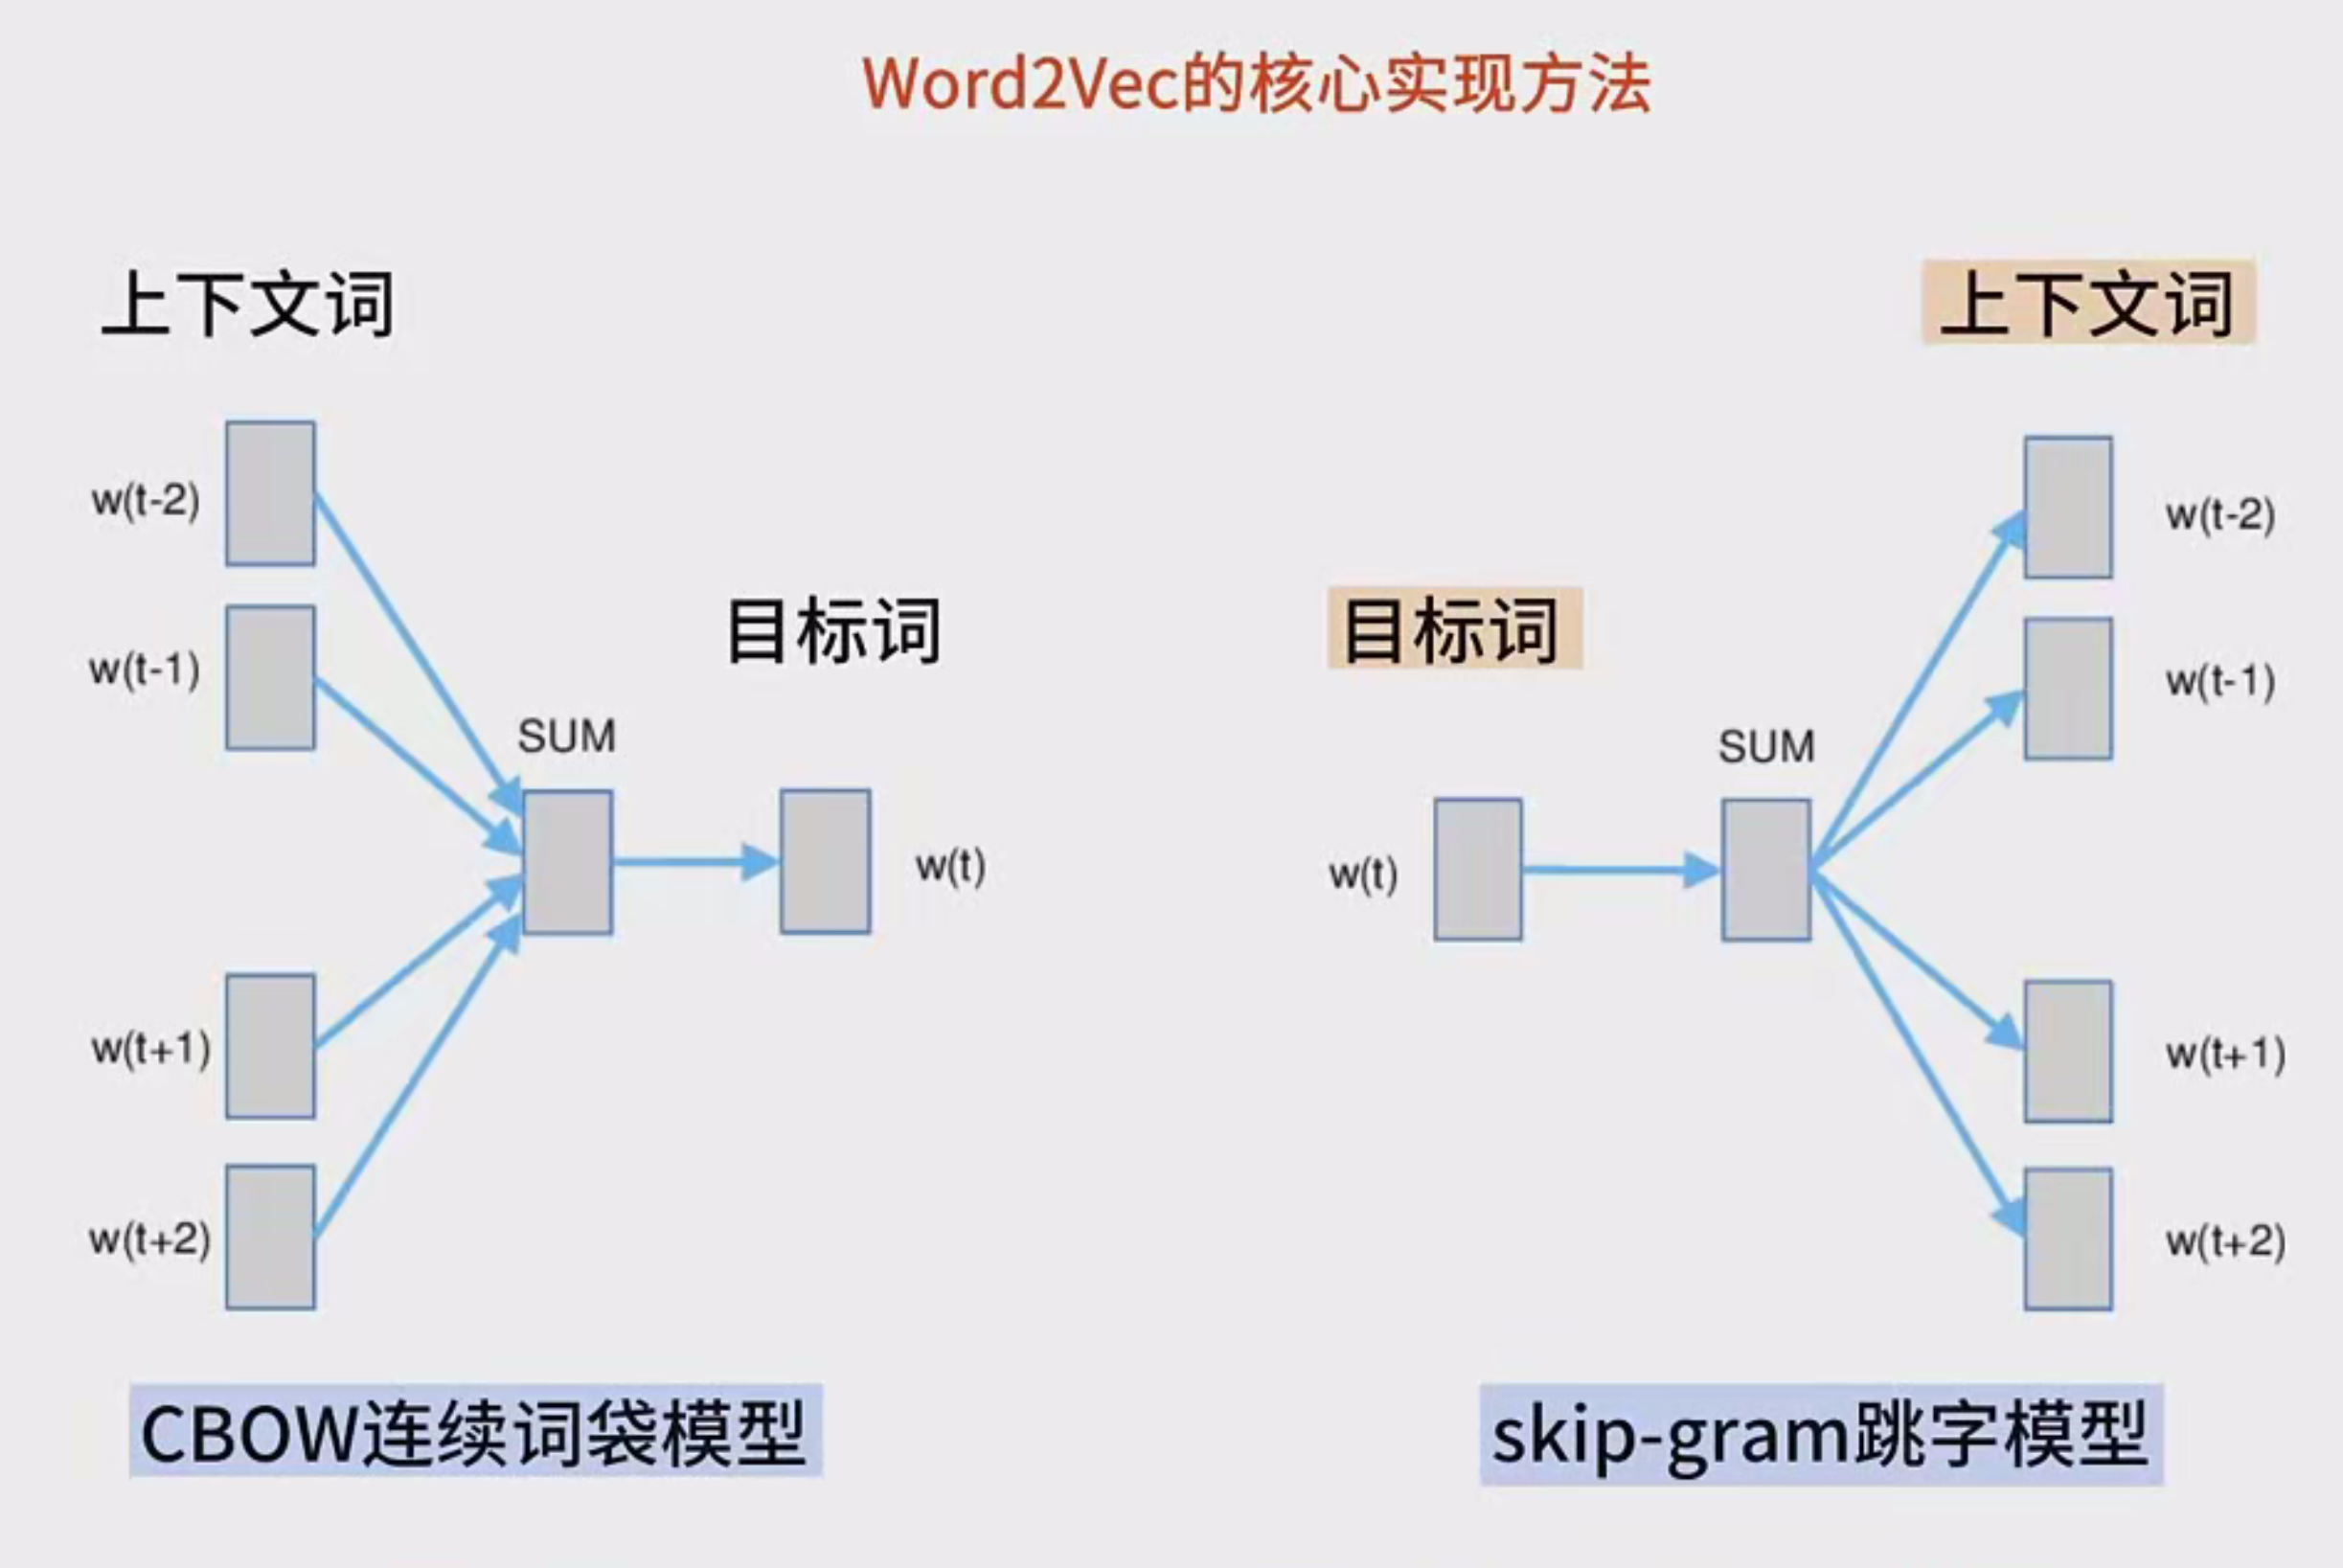 Word2Vec的核心实现方法
上下文词
w(t-2)
w(t-1)
w(t+1)
w(t+2)
SUM
目标词
w(t)
CBOW连续词袋模型
目标词
w(t)
SUM
上下文词
w(t-2)
w(t-1)
w(t+1)
w(t+2)
skip-gram跳字模型